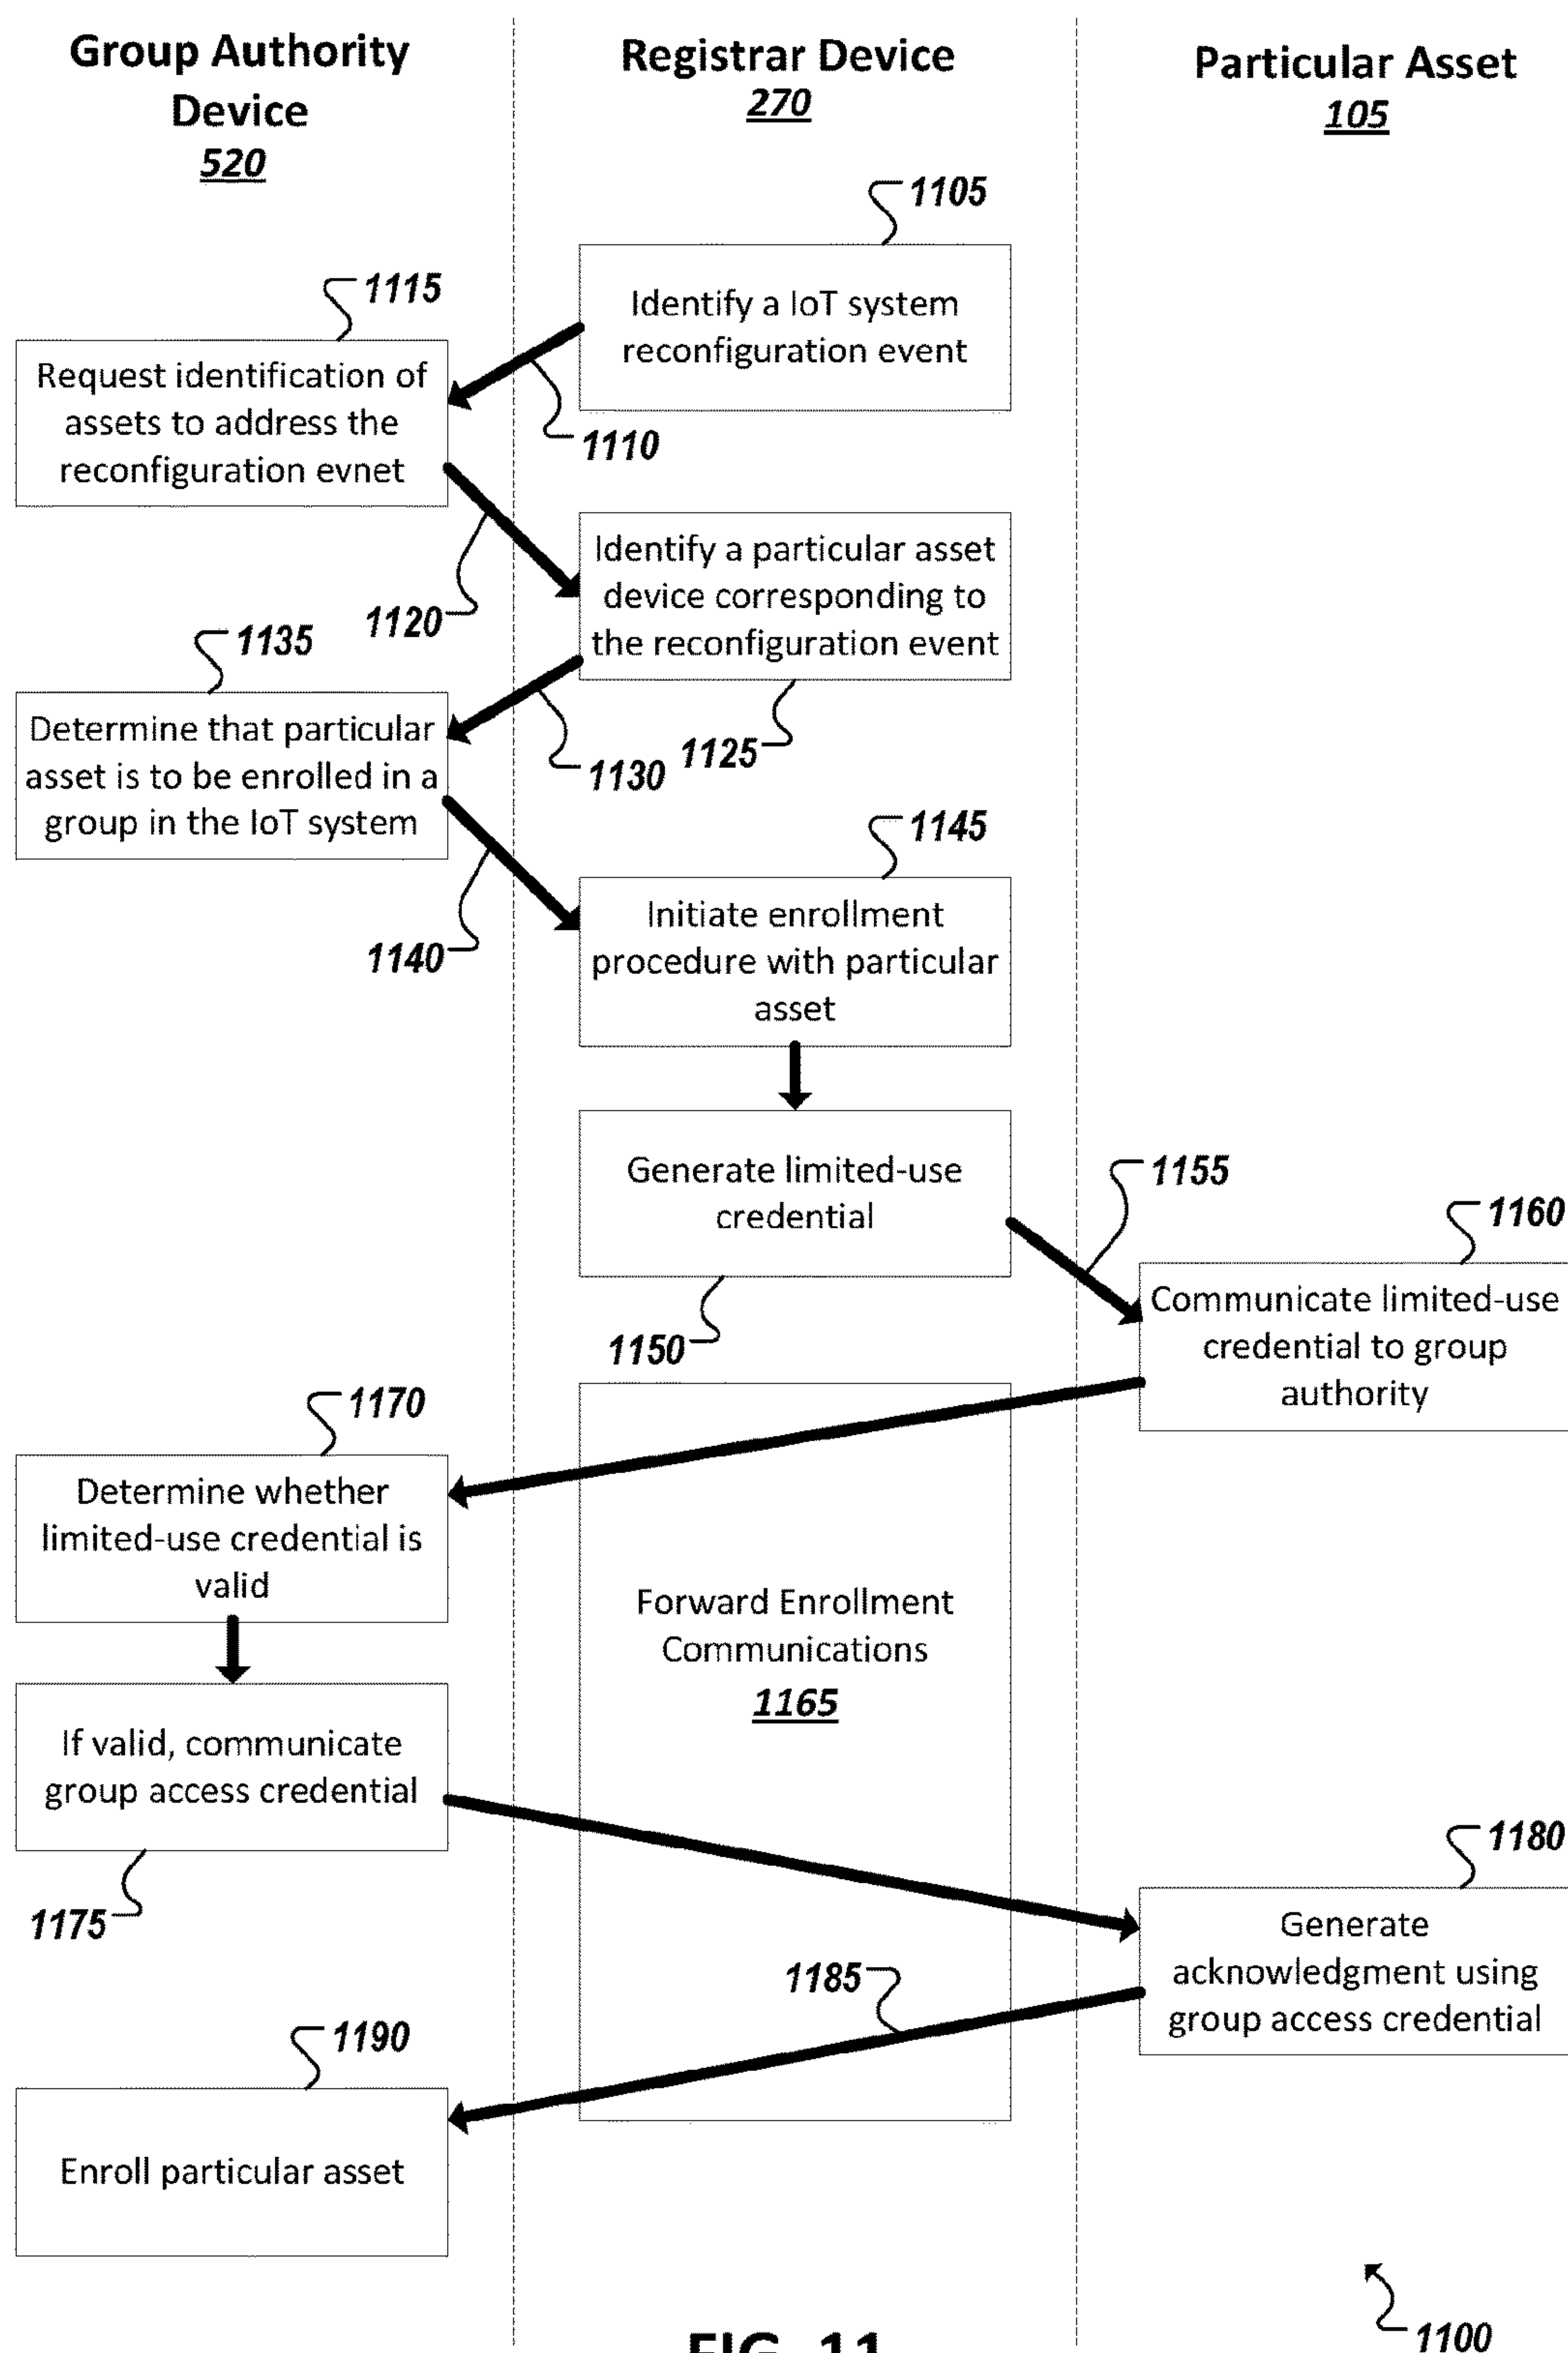 Group Authority
Device
520
Registrar Device
270
Particular Asset
105
1105
Identify a IoT system
reconfiguration event
1110
1115
Request identification of
assets to address the
reconfiguration evnet
1120
Identify a particular asset
device corresponding to
the reconfiguration event
1125
1130
1135
Determine that particular
asset is to be enrolled in a
group in the IoT system
1140
1145
Initiate enrollment
procedure with particular
asset
Generate limited-use
credential
1150
1155
1160
Communicate limited-use
credential to group
authority
Forward Enrollment
Communications
1165
1170
Determine whether
limited-use credential is
valid
If valid, communicate
group access credential
1175
1180
Generate
acknowledgment using
group access credential
1185
1190
Enroll particular asset
1100
FIG. 11